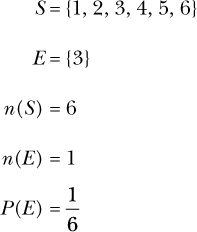 S = {1, 2, 3, 4, 5, 6}
E = {3}
n(S) = 6
n(E) = 1
P(E) = 1/6